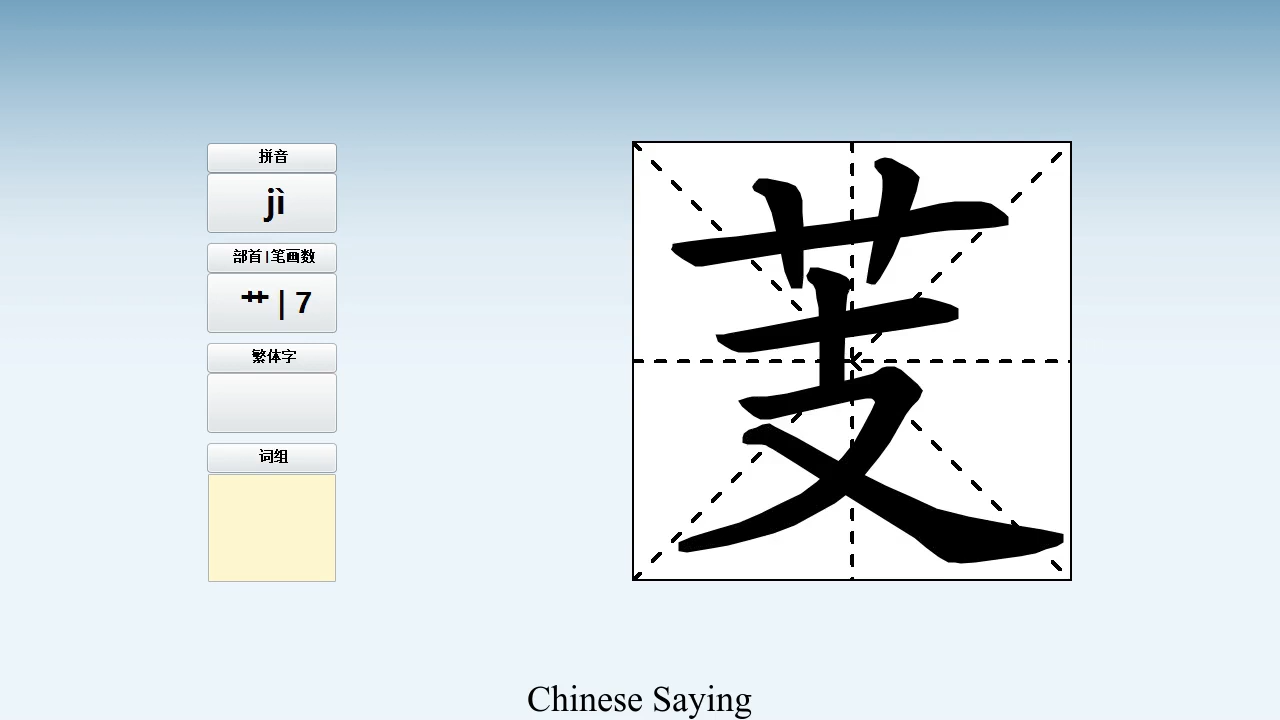 拼音
jì
部首|笔画数
艹 | 7
繁体字
词组
芰
Chinese Saying